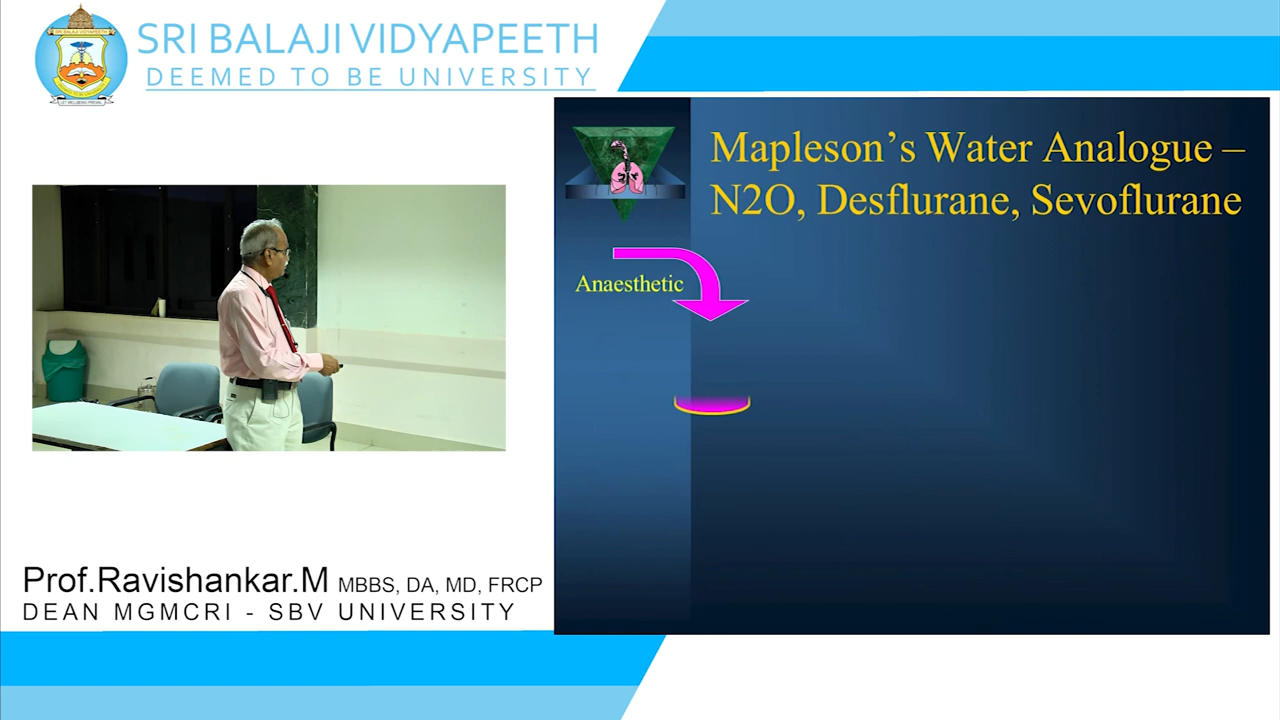 SRI BALAJI VIDYAPEETH
DEEMED TO BE UNIVERSITY
Mapleson’s Water Analogue –
N2O, Desflurane, Sevoflurane
Anaesthetic
Prof.Ravishankar.M MBBS, DA, MD, FRCP
DEAN MGMCRI - SBV UNIVERSITY